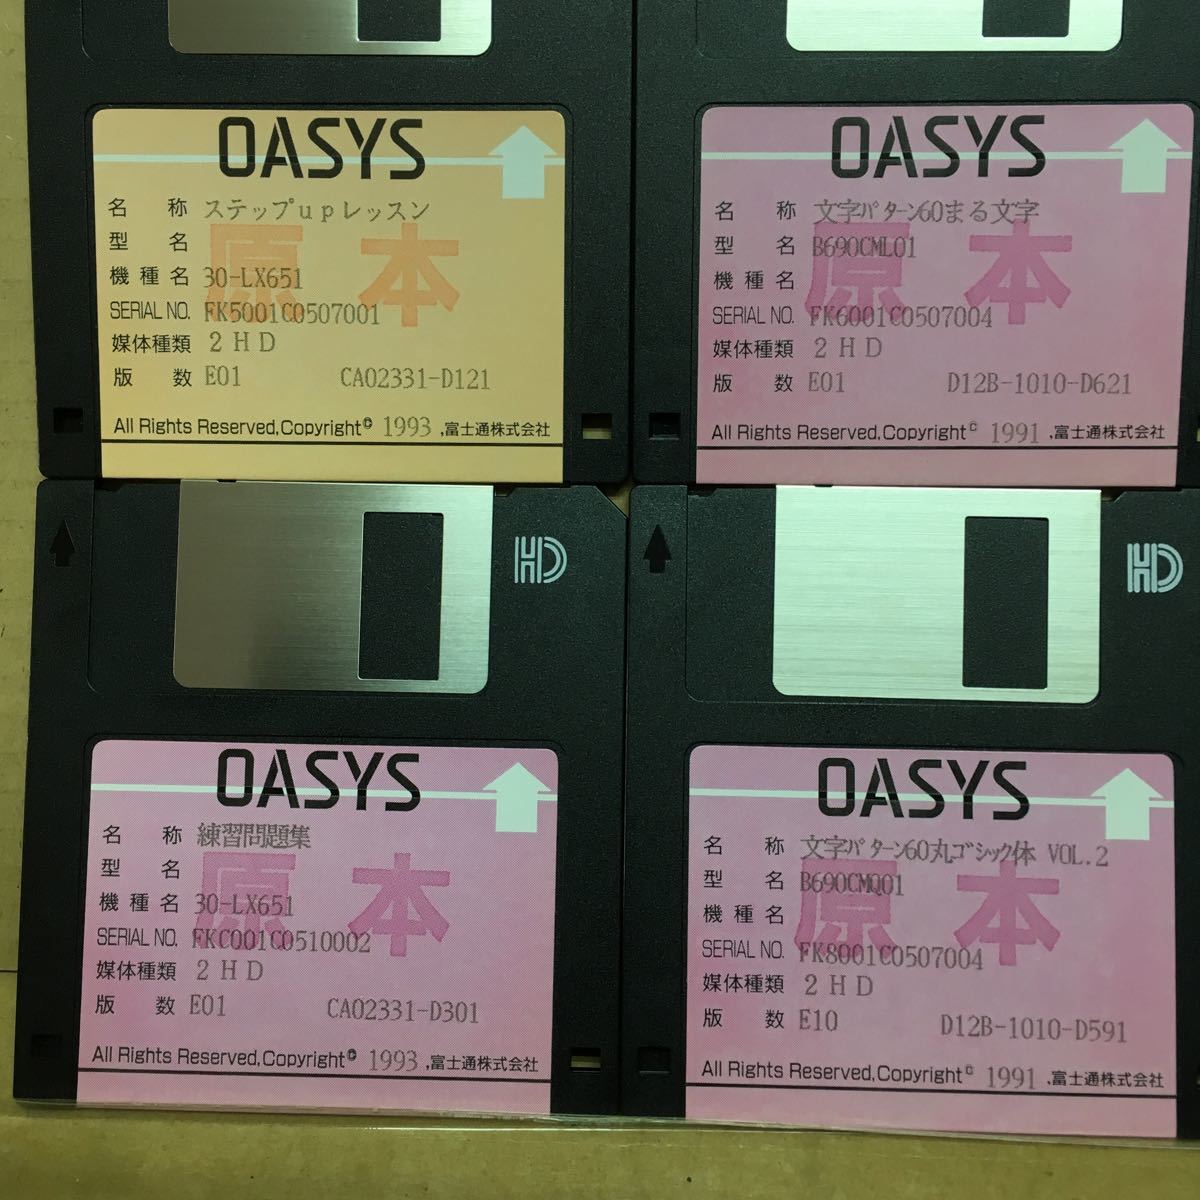 OASYS
名 称 ステップupレッスン
型 名
機種名 30-LX651
SERIAL NO. FK5001C0507001
媒体種類 2HD
版 数 E01 CA02331-D121
All Rights Reserved,Copyright© 1993 ,富士通株式会社
原本
OASYS
名 称 文字パターン60まる文字
型 名 B690CML01
機種名
SERIAL NO. FK6001C0507004
媒体種類 2HD
版 数 E01 D12B-1010-D621
All Rights Reserved,Copyright© 1991 ,富士通株式会社
原本
HD
OASYS
名 称 練習問題集
型 名
機種名 30-LX651
SERIAL NO. FKC001C0510002
媒体種類 2HD
版 数 E01 CA02331-D301
All Rights Reserved,Copyright© 1993 ,富士通株式会社
原本
HD
OASYS
名 称 文字パターン60丸ゴシック体 VOL.2
型 名 B690CMQ01
機種名
SERIAL NO. FK8001C0507004
媒体種類 2HD
版 数 E10 D12B-1010-D591
All Rights Reserved,Copyright© 1991 ,富士通株式会社
原本